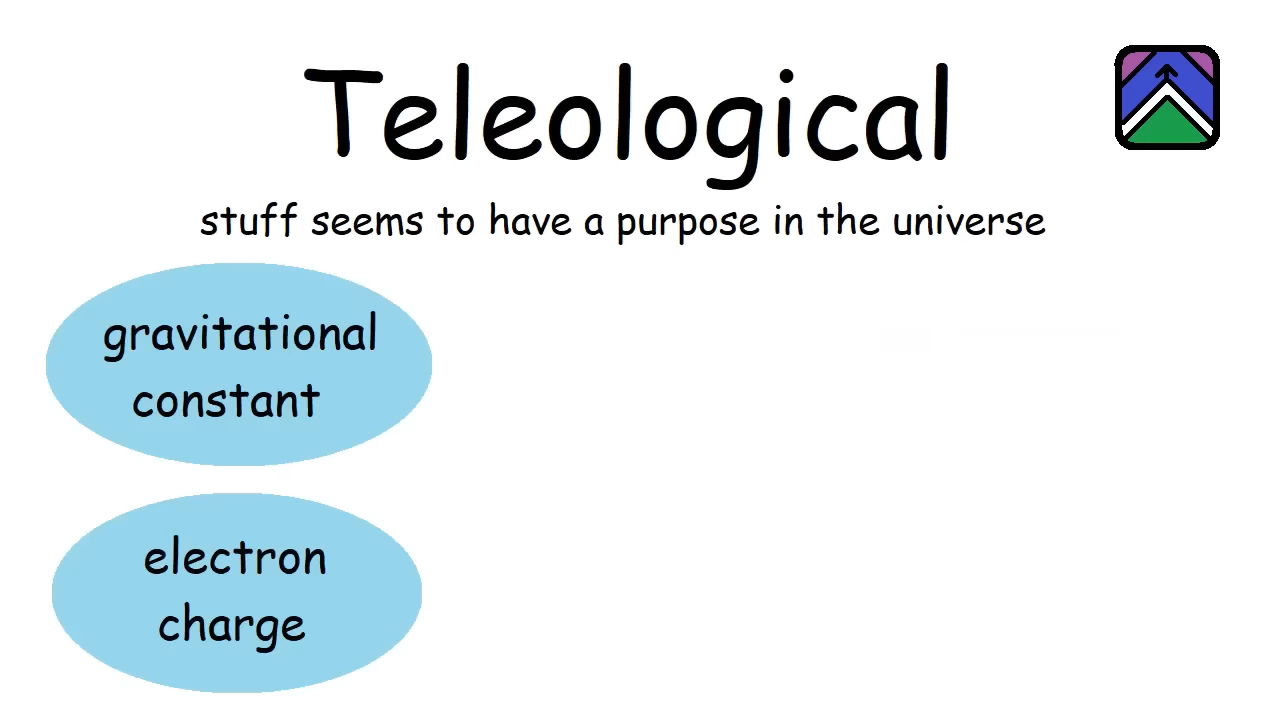 Teleological
stuff seems to have a purpose in the universe
gravitational
constant
electron
charge